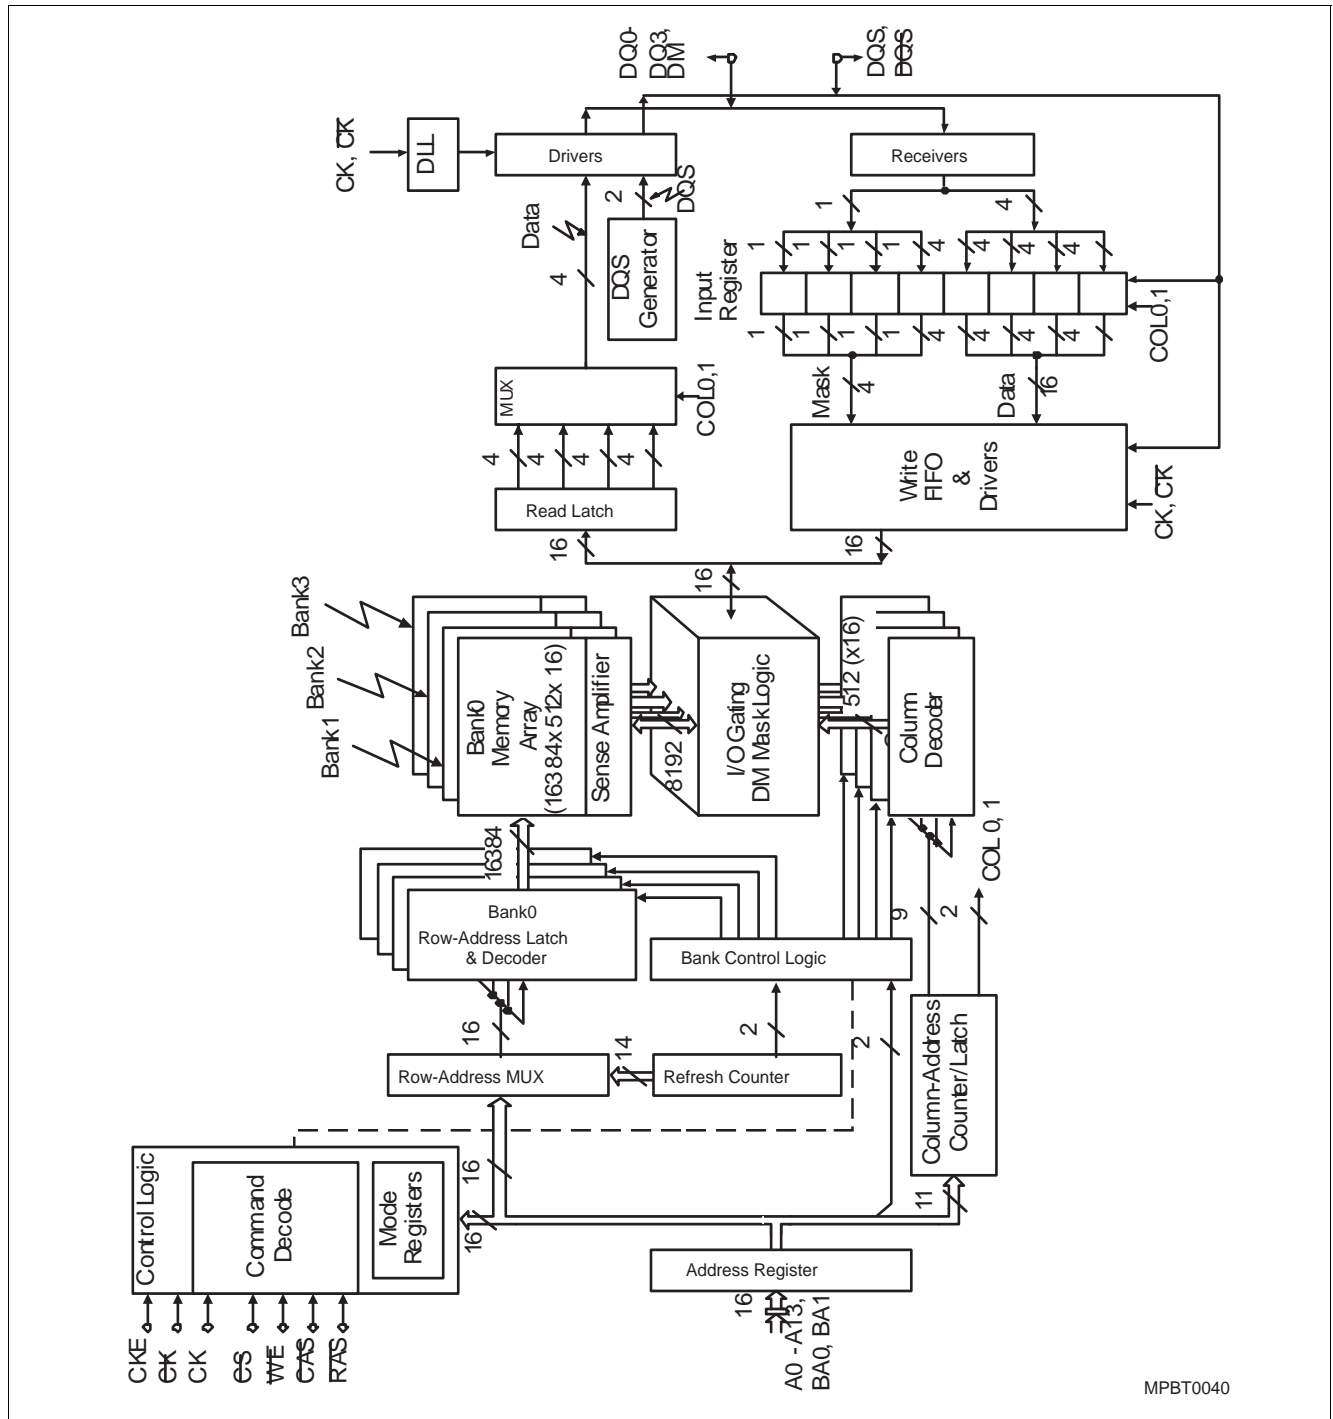 DQ0-
DQ3,
DM
DQS,
DQS
CK, CK
DLL
Drivers
Receivers
2
DQS
Data
4
DQS
Generator
1
4
Input
Register
1
1
1
1
4
4
4
4
COL0,1
1
1
1
1
4
4
4
4
MUX
COL0,1
Mask
4
Data
16
4
4
4
4
Read Latch
Write
FIFO
&
Drivers
CK, CK
16
16
16
Bank3
Bank2
Bank1
Bank0
Memory
Array
(16384x 512x 16)
Sense Amplifier
8192
I/O Gating
DM Mask Logic
512 (x16)
Column
Decoder
16384
COL 0, 1
Bank0
Row-Address Latch
& Decoder
Bank Control Logic
9
2
16
2
2
Column-Address
Counter/Latch
Row-Address MUX
14
Refresh Counter
Control Logic
Command
Decode
Mode
Registers
16
16
11
Address Register
16
A0 - A13,
BA0, BA1
CKE
CK
CK
CS
WE
CAS
RAS
MPBT0040